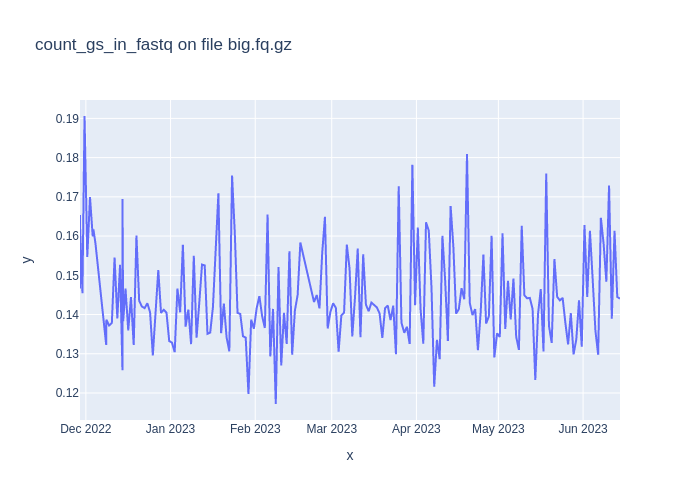 count_gs_in_fastq on file big.fq.gz
0.19
0.18
0.17
0.16
0.15
0.14
0.13
0.12
y
Dec 2022 Jan 2023 Feb 2023 Mar 2023 Apr 2023 May 2023 Jun 2023
x